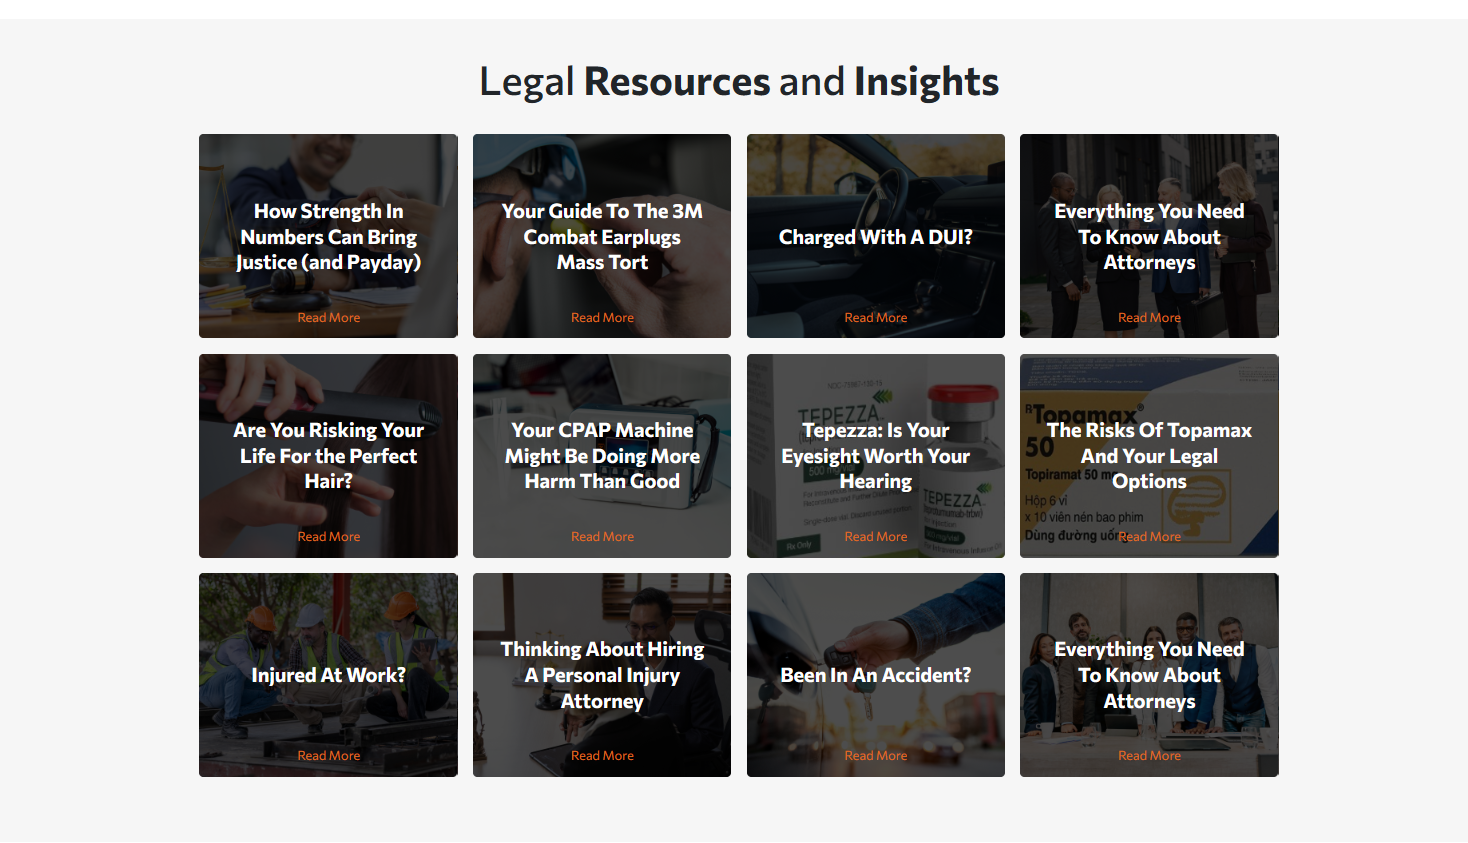 Legal Resources and Insights
How Strength In
Numbers Can Bring
Justice (and Payday)
Read More
Your Guide To The 3M
Combat Earplugs
Mass Tort
Read More
Charged With A DUI?
Read More
Everything You Need
To Know About
Attorneys
Read More
Are You Risking Your
Life For the Perfect
Hair?
Read More
Your CPAP Machine
Might Be Doing More
Harm Than Good
Read More
TEPEZZA
Tepezza: Is Your
Eyesight Worth Your
Hearing
500 mg/vial
TEPEZZA
Rx Only
Read More
Topamax®
50
The Risks Of Topamax
And Your Legal
Options
Topiramat 50 mg
Hộp 6 vỉ
x 10 viên nén bao phim
Dùng đường uống
Read More
Injured At Work?
Read More
Thinking About Hiring
A Personal Injury
Attorney
Read More
Been In An Accident?
Read More
Everything You Need
To Know About
Attorneys
Read More